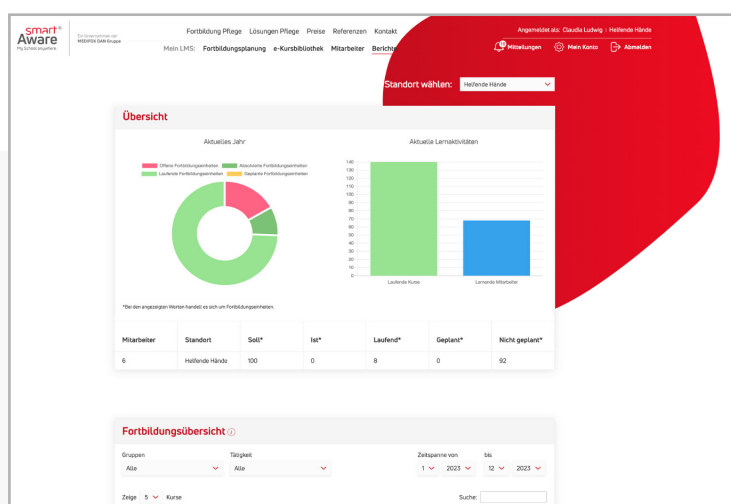 smart®
Aware
My School anywhere.
Ein Unternehmen der
MEDIFOX DAN Gruppe
Fortbildung Pflege Lösungen Pflege Preise Referenzen Kontakt
Angemeldet als: Claudia Ludwig | Helfende Hände
Mein LMS: Fortbildungsplanung e-Kursbibliothek Mitarbeiter Berichte
Mitteilungen Mein Konto Abmelden
Standort wählen: Helfende Hände
Übersicht
Aktuelles Jahr
Aktuelle Lernaktivitäten
Offene Fortbildungseinheiten Absolvierte Fortbildungseinheiten
Laufende Fortbildungseinheiten Geplante Fortbildungseinheiten
140
130
120
110
100
90
80
70
60
50
40
30
20
10
0
Laufende Kurse Lernende Mitarbeiter
*Bei den angezeigten Werten handelt es sich um Fortbildungseinheiten.
Mitarbeiter Standort Soll* Ist* Laufend* Geplant* Nicht geplant*
6 Helfende Hände 100 0 8 0 92
Fortbildungsübersicht
Gruppen Tätigkeit Zeitspanne von bis
Alle Alle 1 2023 12 2023
Zeige 5 Kurse Suche: